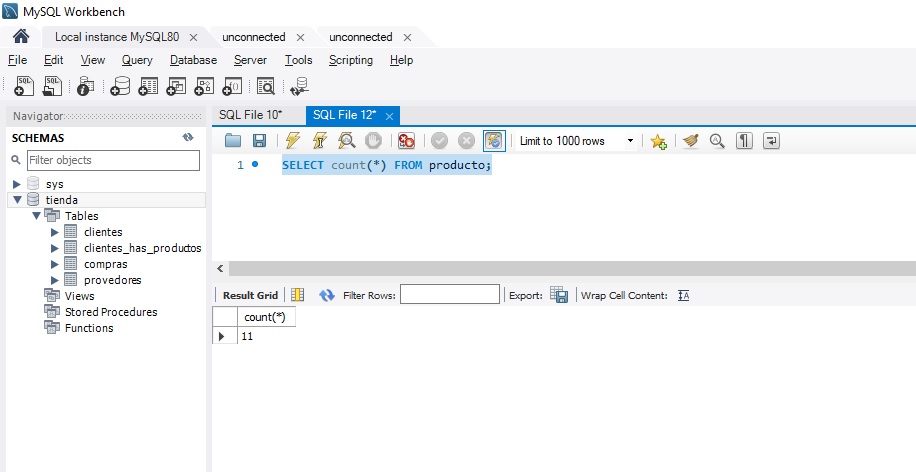 MySQL Workbench
Local instance MySQL80 × unconnected × unconnected ×
File Edit View Query Database Server Tools Scripting Help
Navigator
SCHEMAS
Filter objects
sys
tienda
Tables
clientes
clientes_has_productos
compras
provedores
Views
Stored Procedures
Functions
SQL File 10* SQL File 12* ×
Limit to 1000 rows
1 SELECT count(*) FROM producto;
Result Grid Filter Rows: Export: Wrap Cell Content:
count(*)
11